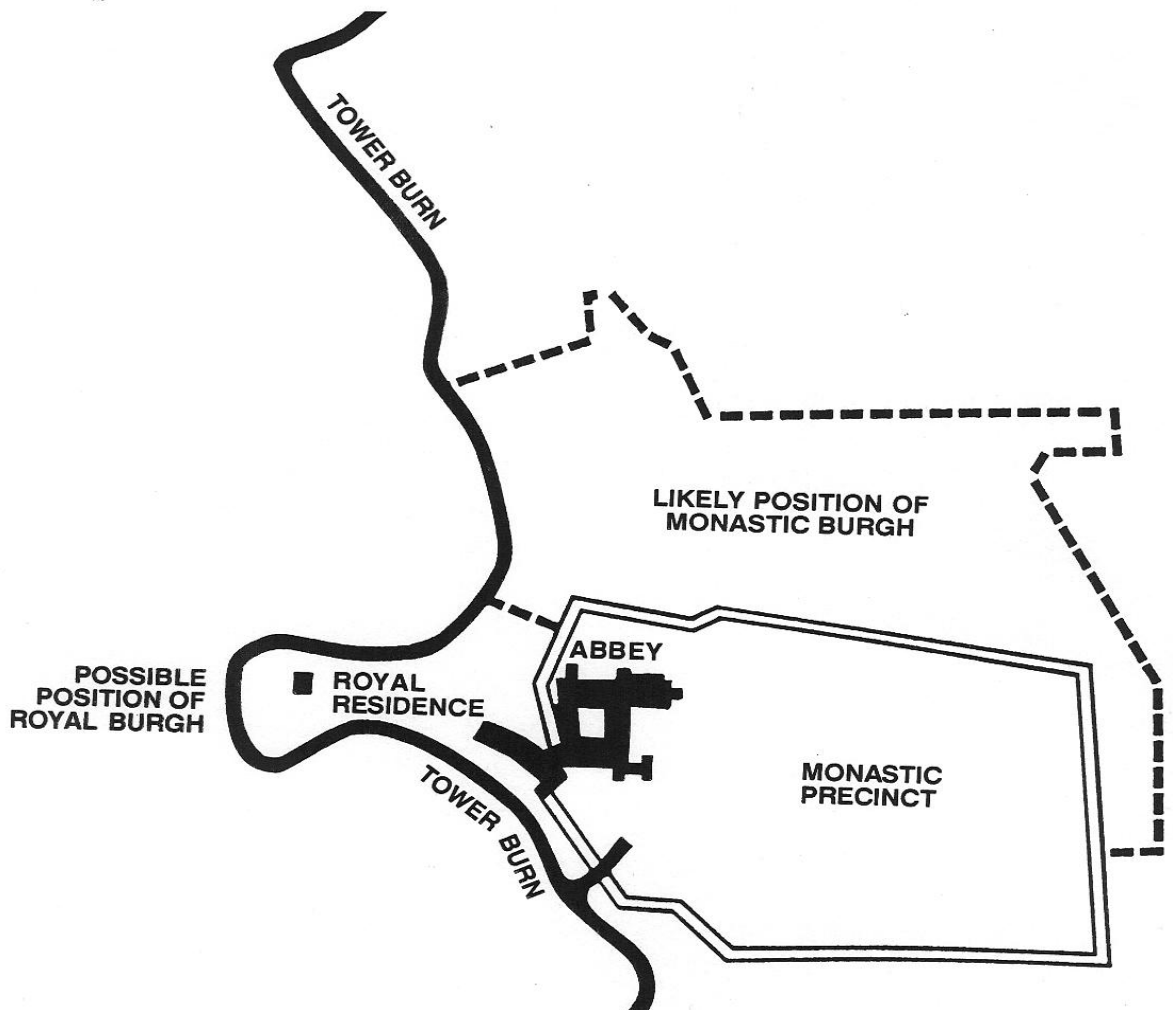 TOWER BURN
LIKELY POSITION OF
MONASTIC BURGH
ABBEY
POSSIBLE
POSITION OF
ROYAL BURGH
ROYAL
RESIDENCE
MONASTIC
PRECINCT
TOWER BURN